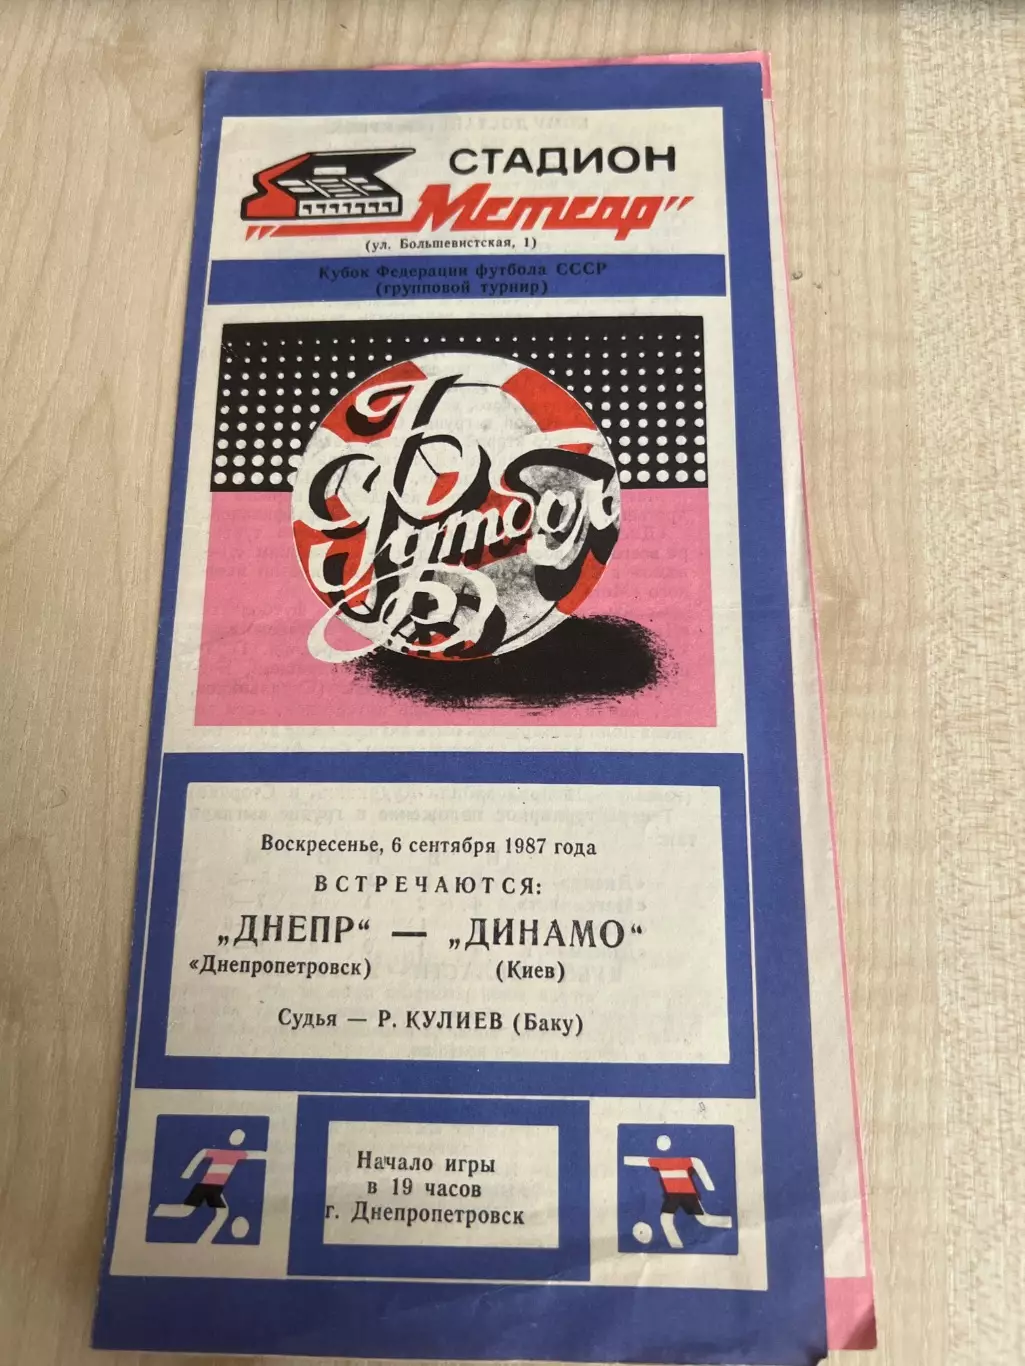 СТАДИОН
„Метеор"
(ул. Большевистская, 1)
Кубок Федерации футбола СССР
(групповой турнир)
Футбол
Воскресенье, 6 сентября 1987 года
ВСТРЕЧАЮТСЯ:
„ДНЕПР“ — „ДИНАМО“
«Днепропетровск) (Киев)
Судья — Р. КУЛИЕВ (Баку)
Начало игры
в 19 часов
г. Днепропетровск